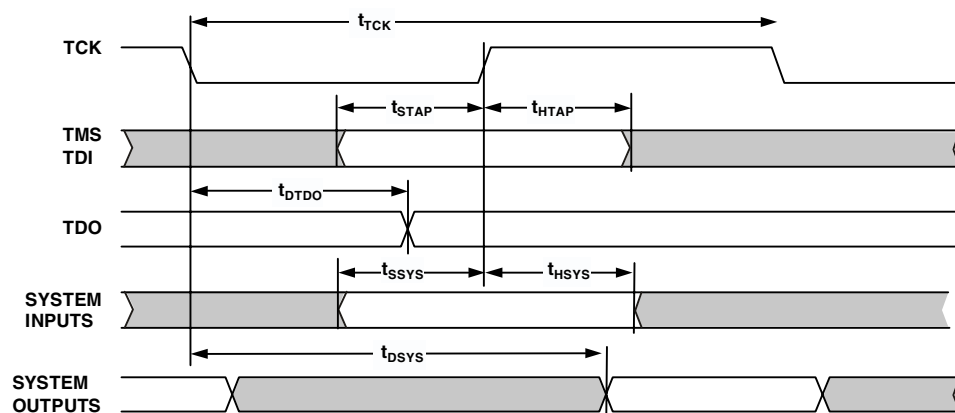 tTCK
TCK
tSTAP
tHTAP
TMS
TDI
tDTDO
TDO
tSSYS
tHSYS
SYSTEM
INPUTS
tDSYS
SYSTEM
OUTPUTS